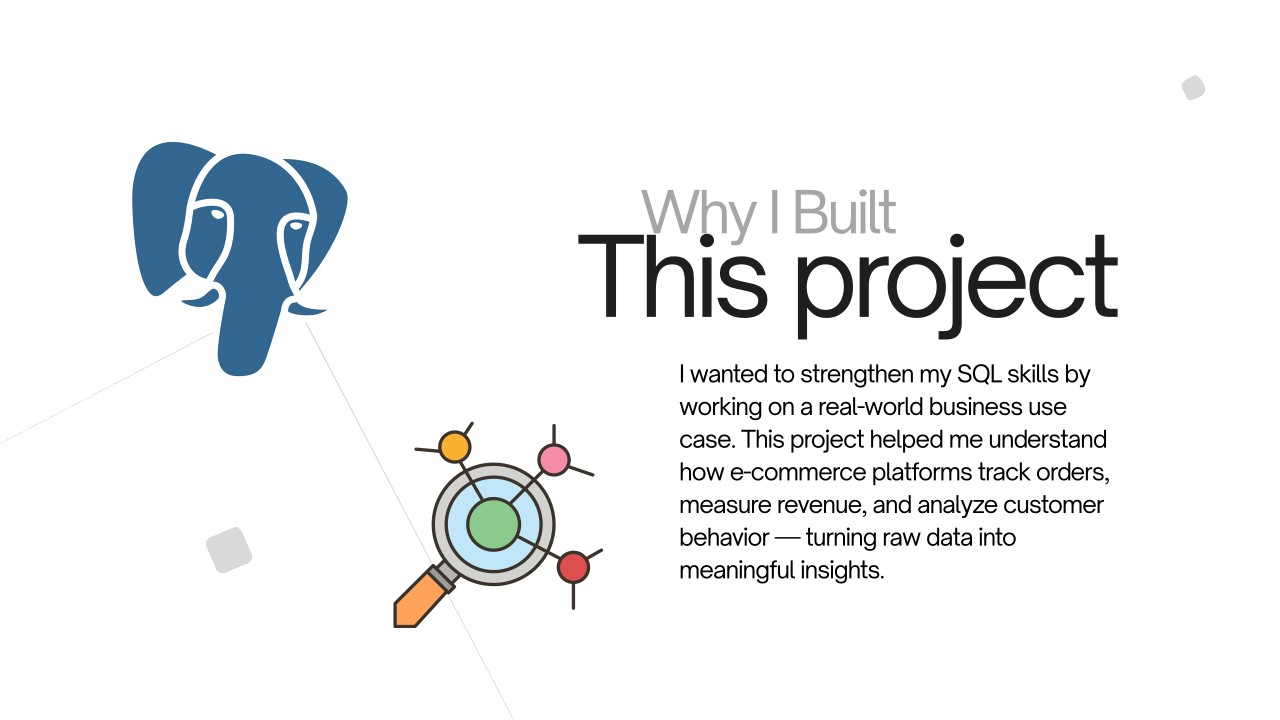 Why I Built
This project
I wanted to strengthen my SQL skills by
working on a real-world business use
case. This project helped me understand
how e-commerce platforms track orders,
measure revenue, and analyze customer
behavior — turning raw data into
meaningful insights.